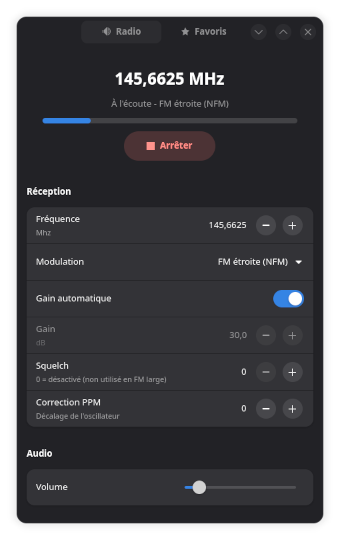 Radio
Favoris
145,6625 MHz
À l'écoute - FM étroite (NFM)
Arrêter
Réception
Fréquence
Mhz
145,6625
Modulation
FM étroite (NFM)
Gain automatique
Gain
dB
30,0
Squelch
0 = désactivé (non utilisé en FM large)
0
Correction PPM
Décalage de l'oscillateur
0
Audio
Volume